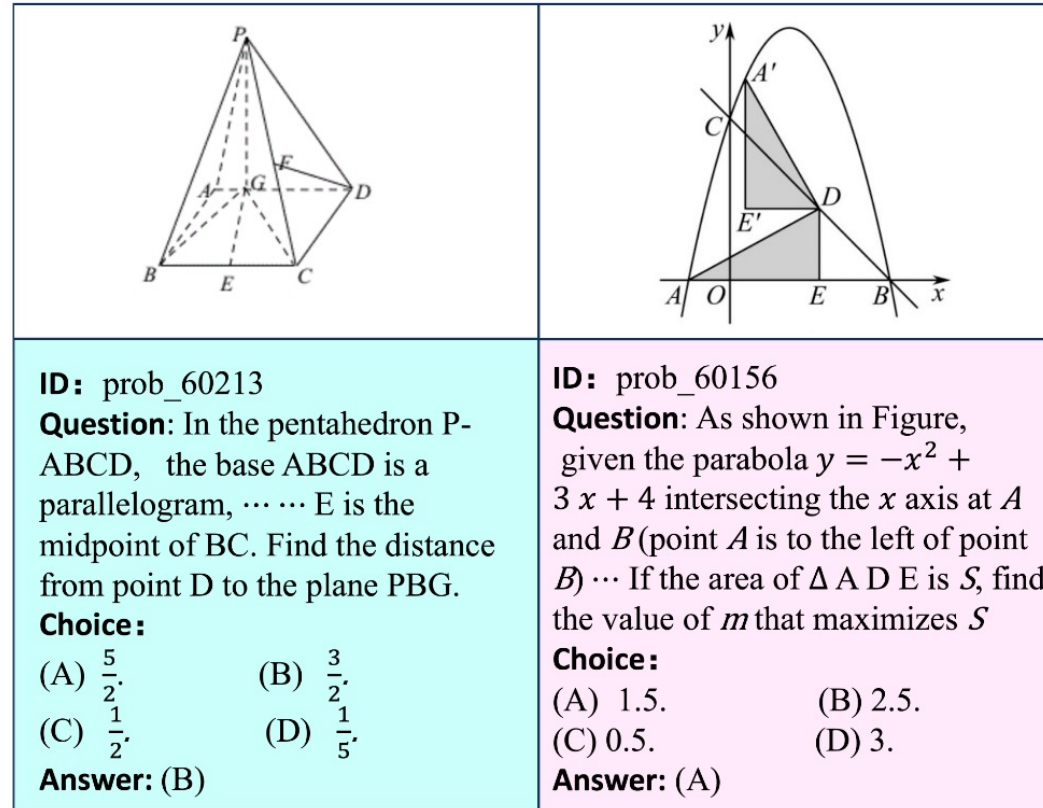 P
F
A
G
D
B
E
C
y
A'
C
D
E'
A
O
E
B
x
ID: prob_60213
Question: In the pentahedron P-
ABCD, the base ABCD is a
parallelogram, ⋯ ⋯ E is the
midpoint of BC. Find the distance
from point D to the plane PBG.
Choice:
(A) 5/2. (B) 3/2.
(C) 1/2. (D) 1/5.
Answer: (B)
ID: prob_60156
Question: As shown in Figure,
given the parabola y = −x² +
3 x + 4 intersecting the x axis at A
and B (point A is to the left of point
B) ⋯ If the area of Δ A D E is S, find
the value of m that maximizes S
Choice:
(A) 1.5. (B) 2.5.
(C) 0.5. (D) 3.
Answer: (A)